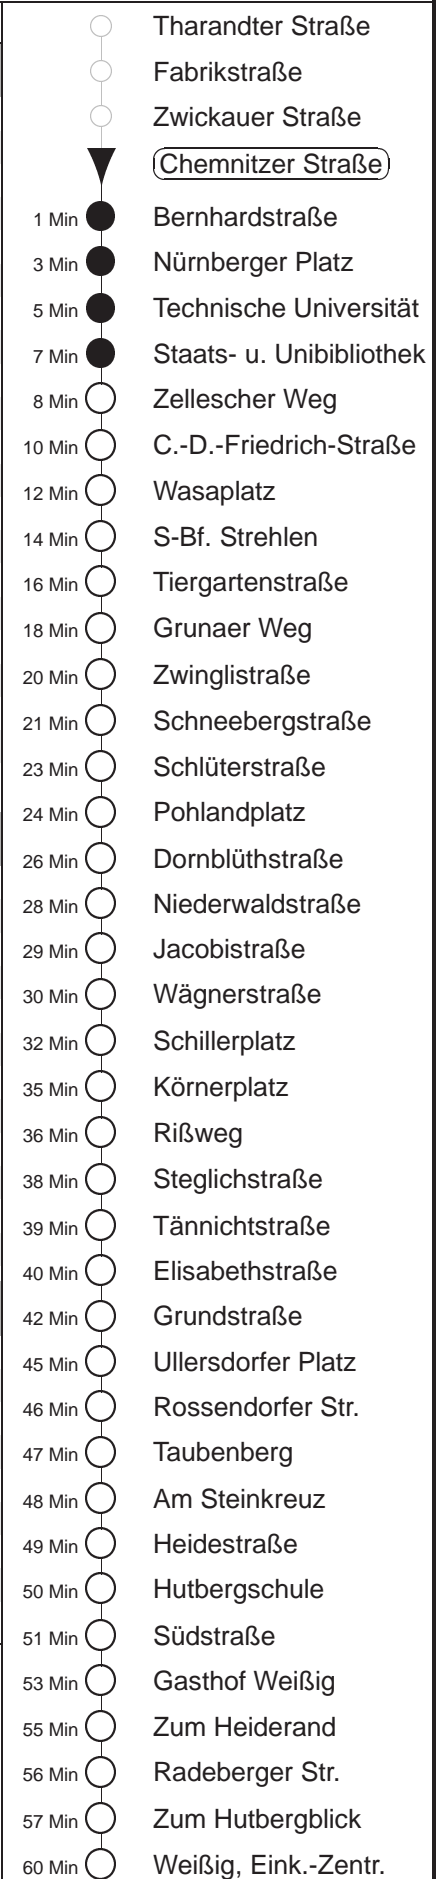 Tharandter Straße
Fabrikstraße
Zwickauer Straße
Chemnitzer Straße
1 Min Bernhardstraße
3 Min Nürnberger Platz
5 Min Technische Universität
7 Min Staats- u. Unibibliothek
8 Min Zellescher Weg
10 Min C.-D.-Friedrich-Straße
12 Min Wasaplatz
14 Min S-Bf. Strehlen
16 Min Tiergartenstraße
18 Min Grunaer Weg
20 Min Zwinglistraße
21 Min Schneebergstraße
23 Min Schlüterstraße
24 Min Pohlandplatz
26 Min Dornblüthstraße
28 Min Niederwaldstraße
29 Min Jacobistraße
30 Min Wägnerstraße
32 Min Schillerplatz
35 Min Körnerplatz
36 Min Rißweg
38 Min Steglichstraße
39 Min Tännichtstraße
40 Min Elisabethstraße
42 Min Grundstraße
45 Min Ullersdorfer Platz
46 Min Rossendorfer Str.
47 Min Taubenberg
48 Min Am Steinkreuz
49 Min Heidestraße
50 Min Hutbergschule
51 Min Südstraße
53 Min Gasthof Weißig
55 Min Zum Heiderand
56 Min Radeberger Str.
57 Min Zum Hutbergblick
60 Min Weißig, Eink.-Zentr.